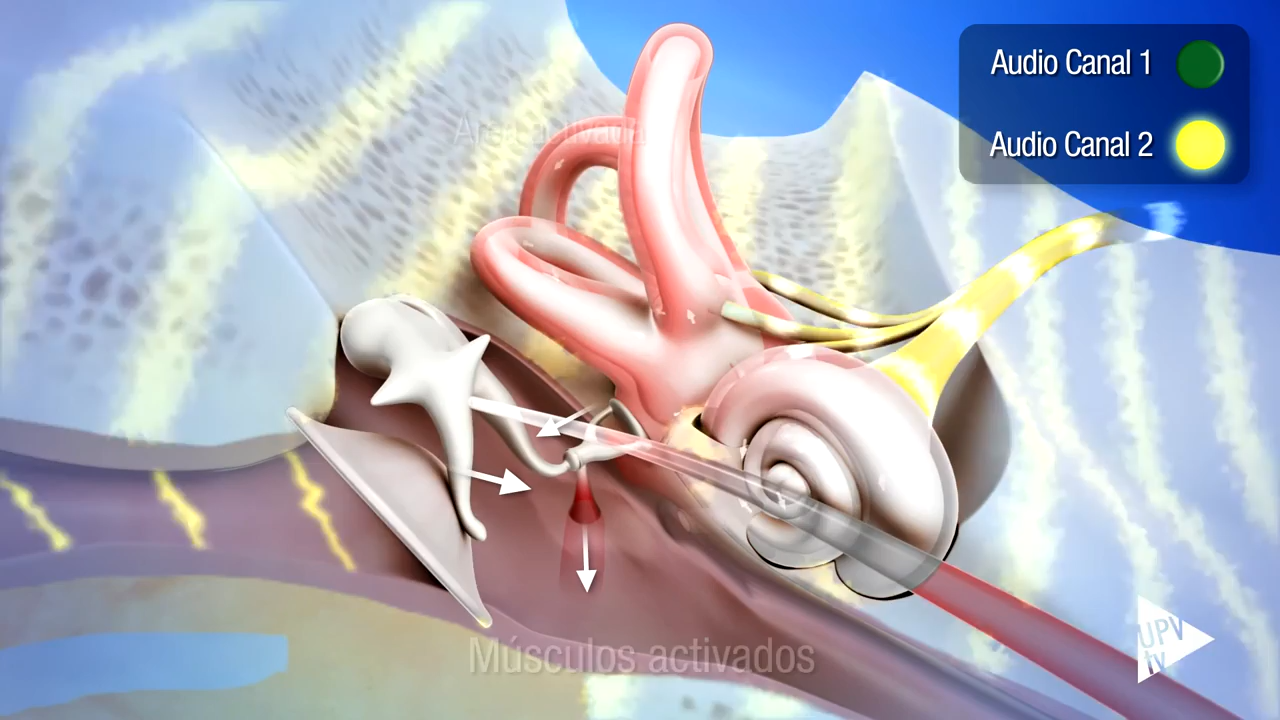 Audio Canal 1
Área activada
Audio Canal 2
Músculos activados
UPV
tv